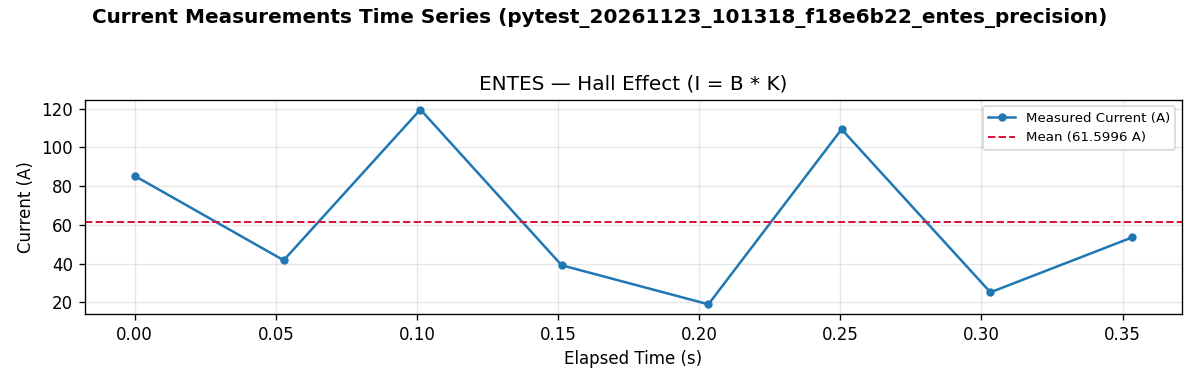 Current Measurements Time Series (pytest_20261123_101318_f18e6b22_entes_precision)
ENTES — Hall Effect (I = B * K)
Measured Current (A)
Mean (61.5996 A)
Current (A)
120
100
80
60
40
20
0.00 0.05 0.10 0.15 0.20 0.25 0.30 0.35
Elapsed Time (s)